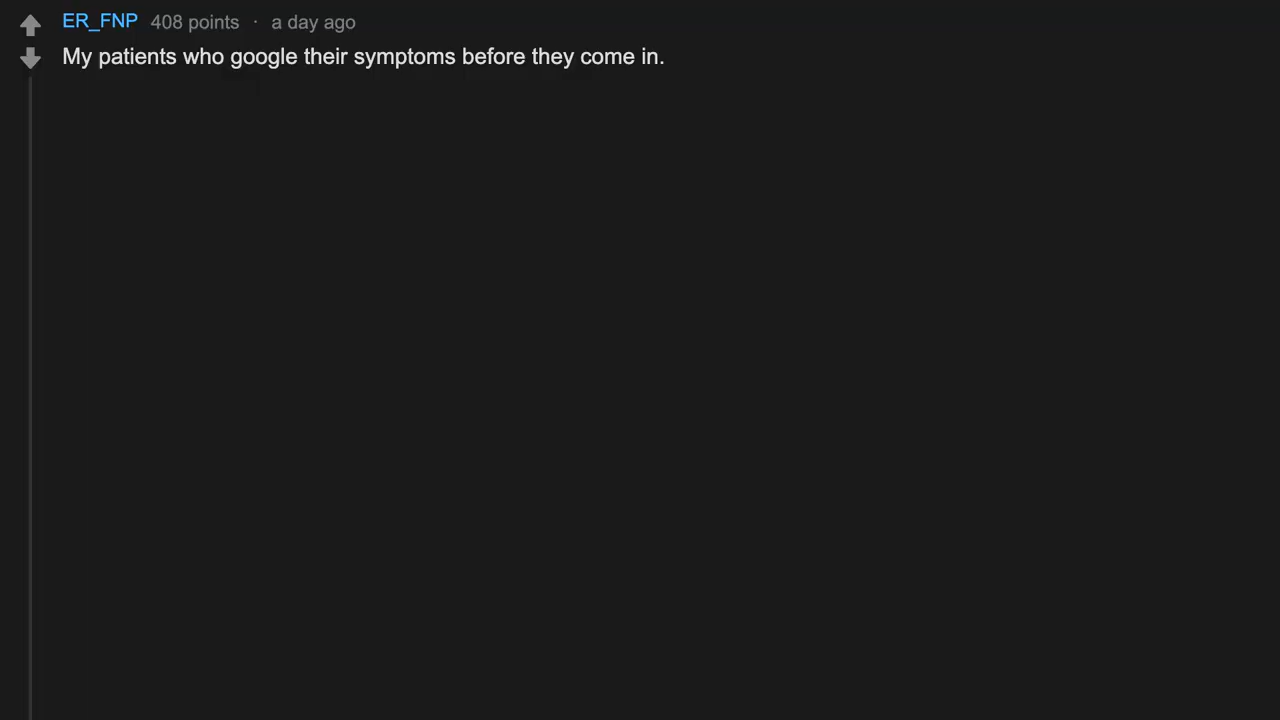 ER_FNP 408 points · a day ago
My patients who google their symptoms before they come in.